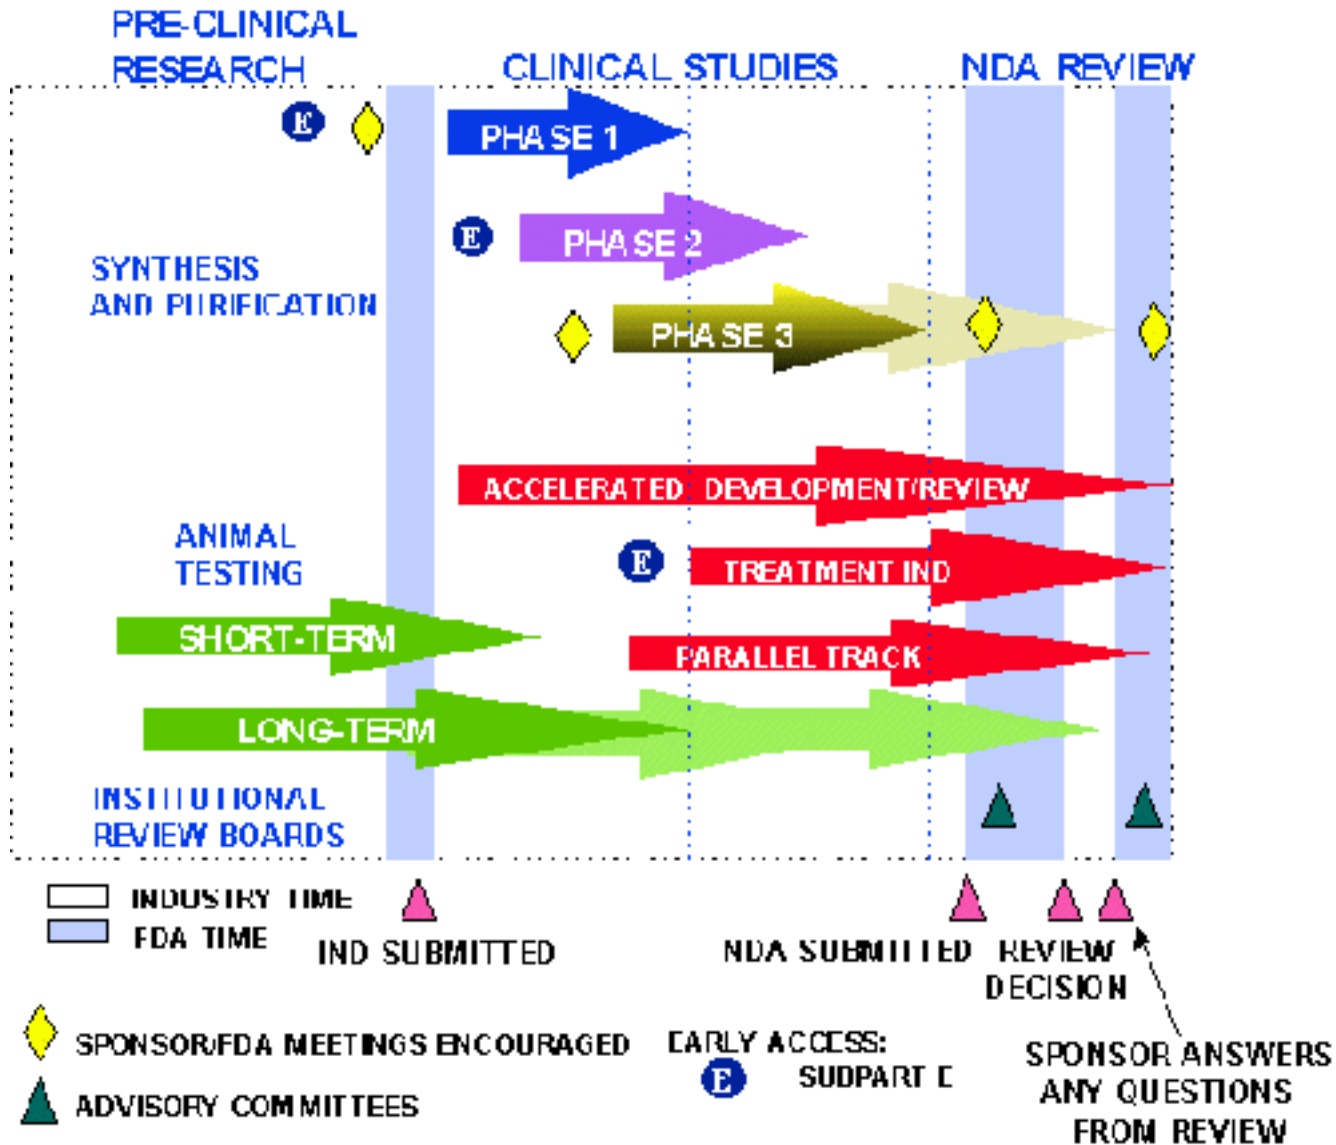 PRE-CLINICAL
RESEARCH
CLINICAL STUDIES
NDA REVIEW
E
PHASE 1
E
PHASE 2
SYNTHESIS
AND PURIFICATION
PHASE 3
ACCELERATED DEVELOPMENT/REVIEW
ANIMAL
TESTING
E
TREATMENT IND
SHORT-TERM
PARALLEL TRACK
LONG-TERM
INSTITUTIONAL
REVIEW BOARDS
INDUSTRY TIME
FDA TIME
IND SUBMITTED
NDA SUBMITTED
REVIEW
DECISION
SPONSOR/FDA MEETINGS ENCOURAGED
EARLY ACCESS:
E
SUBPART E
SPONSOR ANSWERS
ANY QUESTIONS
FROM REVIEW
ADVISORY COMMITTEES